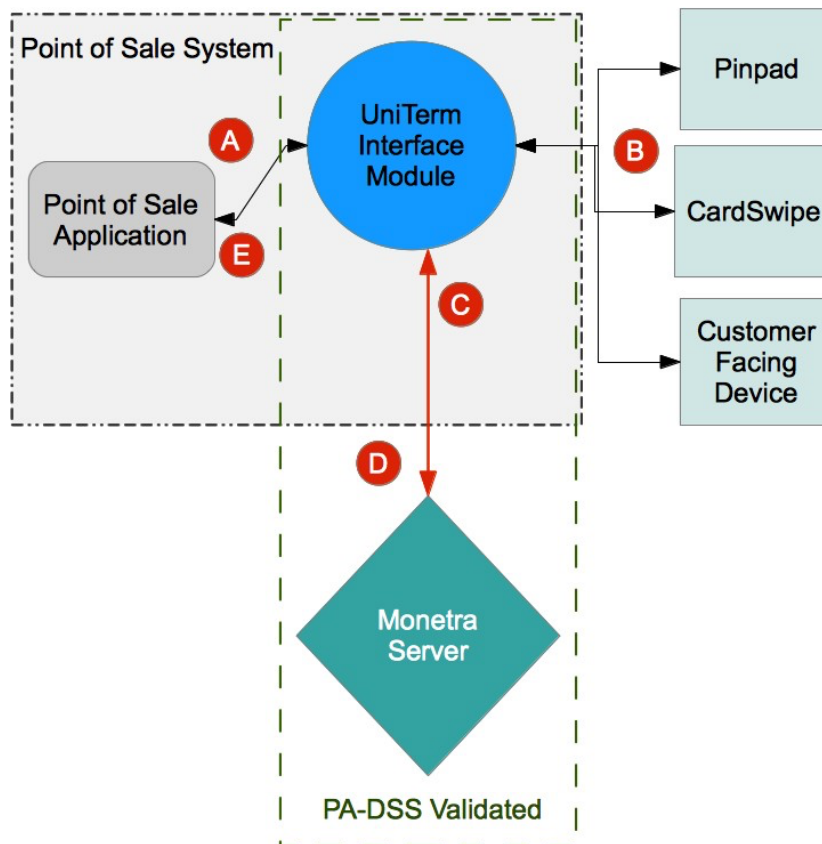 Point of Sale System
UniTerm
Interface
Module
Pinpad
A
B
Point of Sale
Application
CardSwipe
E
C
Customer
Facing
Device
D
Monetra
Server
PA-DSS Validated